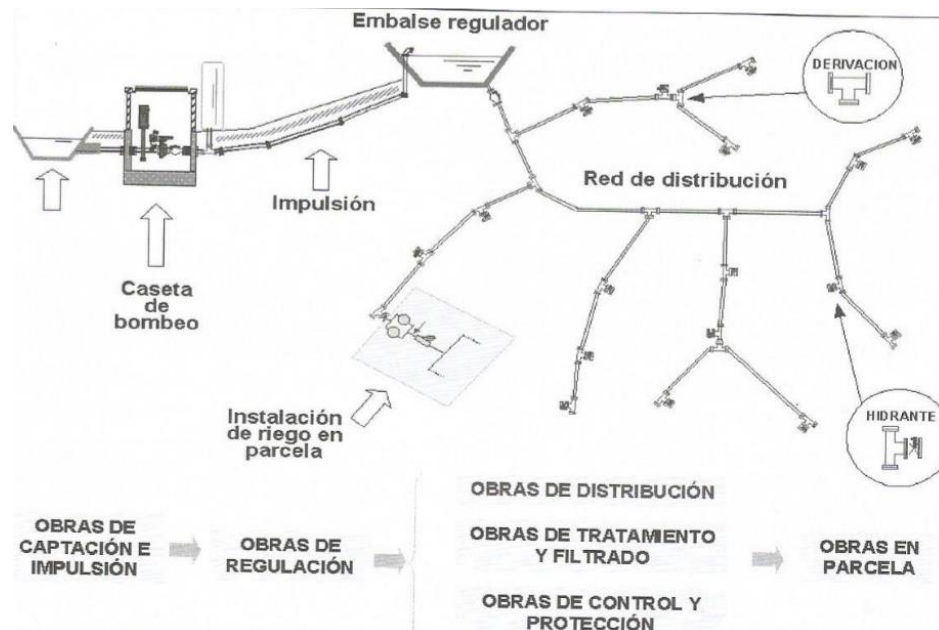 Embalse regulador
DERIVACION
Red de distribución
Impulsión
Caseta
de
bombeo
Instalación
de riego en
parcela
HIDRANTE
OBRAS DE
CAPTACIÓN E
IMPULSIÓN
OBRAS DE
REGULACIÓN
OBRAS DE DISTRIBUCIÓN
OBRAS DE TRATAMIENTO
Y FILTRADO
OBRAS DE CONTROL Y
PROTECCIÓN
OBRAS EN
PARCELA